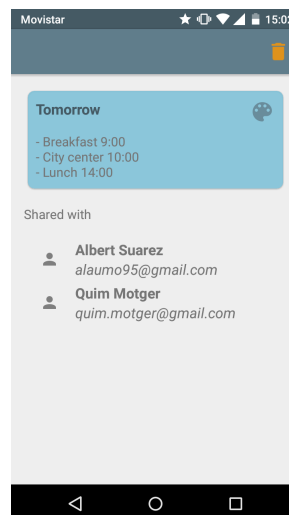 Movistar 15:02
Tomorrow
- Breakfast 9:00
- City center 10:00
- Lunch 14:00
Shared with
Albert Suarez
alaumo95@gmail.com
Quim Motger
quim.motger@gmail.com